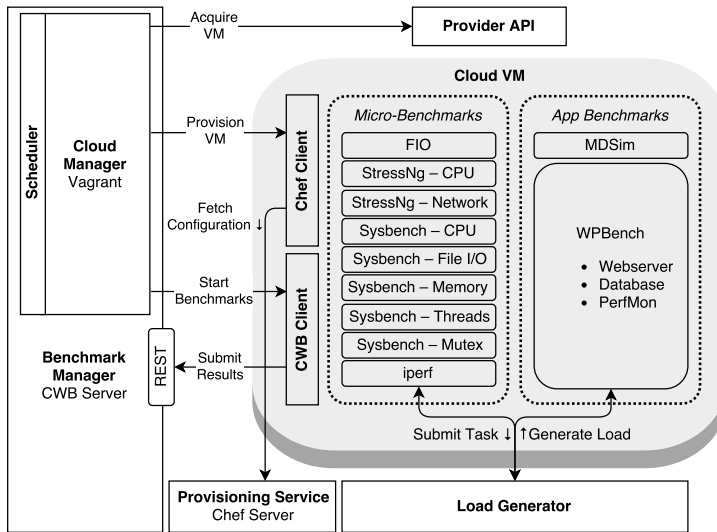 Acquire
VM
Provider API
Cloud VM
Scheduler
Cloud
Manager
Vagrant
Provision
VM
Chef Client
Fetch
Configuration ↓
Start
Benchmarks
CWB Client
Submit
Results
REST
Benchmark
Manager
CWB Server
Micro-Benchmarks
FIO
StressNg – CPU
StressNg – Network
Sysbench – CPU
Sysbench – File I/O
Sysbench – Memory
Sysbench – Threads
Sysbench – Mutex
iperf
App Benchmarks
MDSim
WPBench
• Webserver
• Database
• PerfMon
Submit Task ↓ ↑Generate Load
Provisioning Service
Chef Server
Load Generator